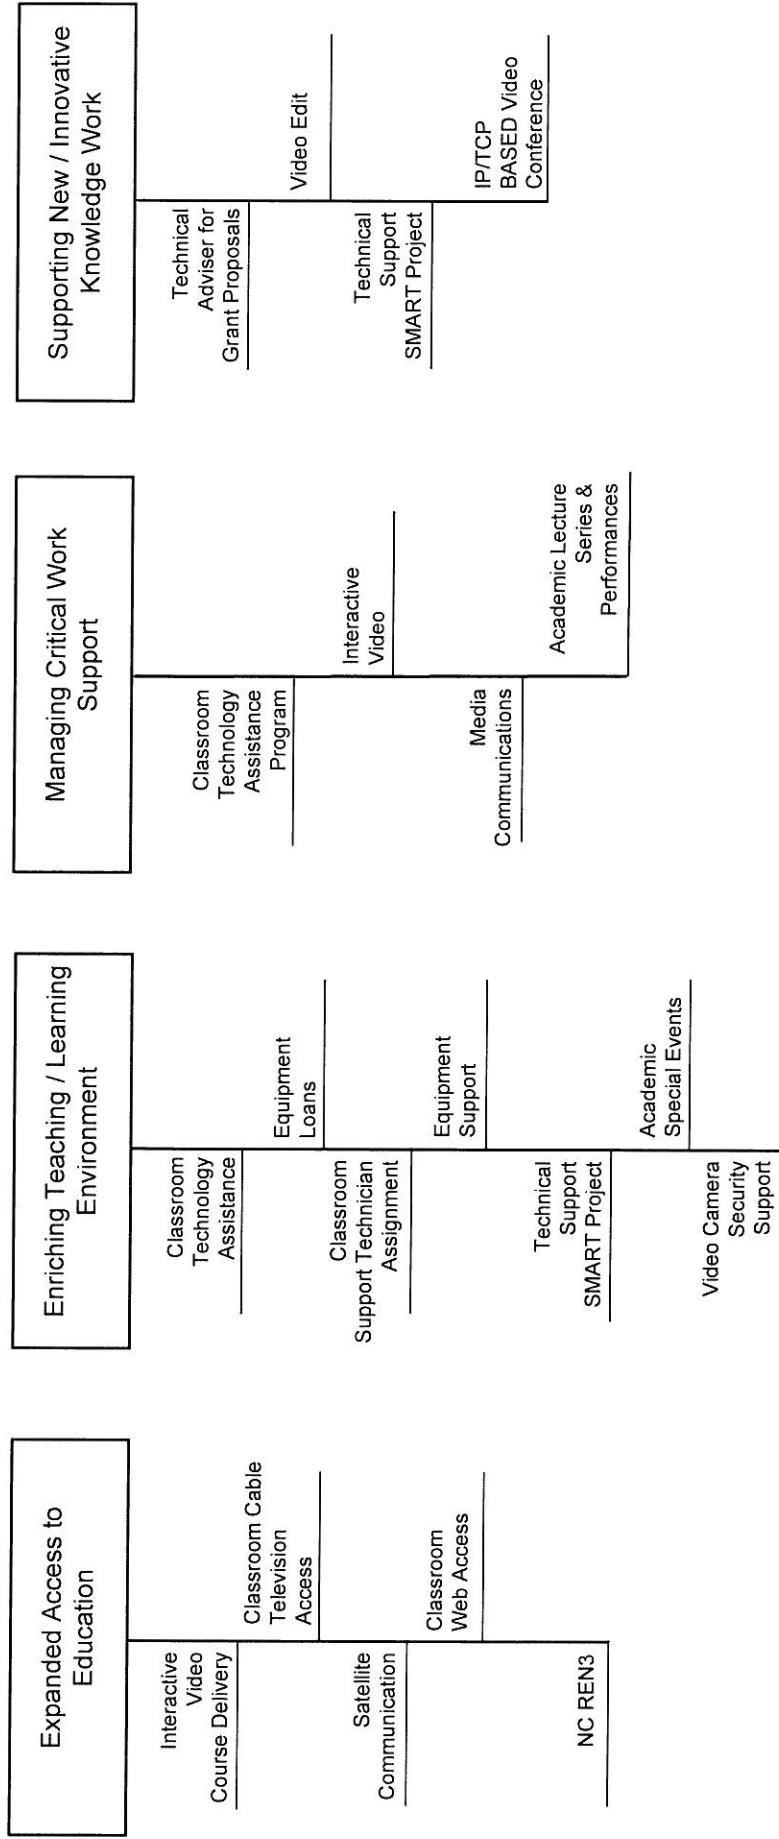 Expanded Access to
Education
Interactive
Video
Course Delivery
Classroom Cable
Television
Access
Satellite
Communication
Classroom
Web Access
NC REN3
Enriching Teaching / Learning
Environment
Classroom
Technology
Assistance
Equipment
Loans
Classroom
Support Technician
Assignment
Equipment
Support
Technical
Support
SMART Project
Academic
Special Events
Video Camera
Security
Support
Managing Critical Work
Support
Classroom
Technology
Assistance
Program
Interactive
Video
Media
Communications
Academic Lecture
Series &
Performances
Supporting New / Innovative
Knowledge Work
Technical
Adviser for
Grant Proposals
Video Edit
Technical
Support
SMART Project
IP/TCP
BASED Video
Conference